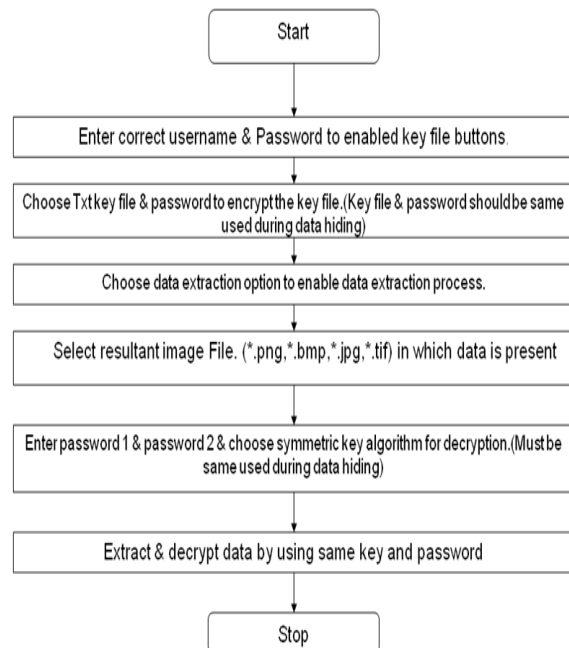 Start
Enter correct username & Password to enabled key file buttons.
Choose Txt key file & password to encrypt the key file.(Key file & password should be same
used during data hiding)
Choose data extraction option to enable data extraction process.
Select resultant image File. (*.png,*.bmp,*.jpg,*.tif) in which data is present
Enter password 1 & password 2 & choose symmetric key algorithm for decryption.(Must be
same used during data hiding)
Extract & decrypt data by using same key and password
Stop